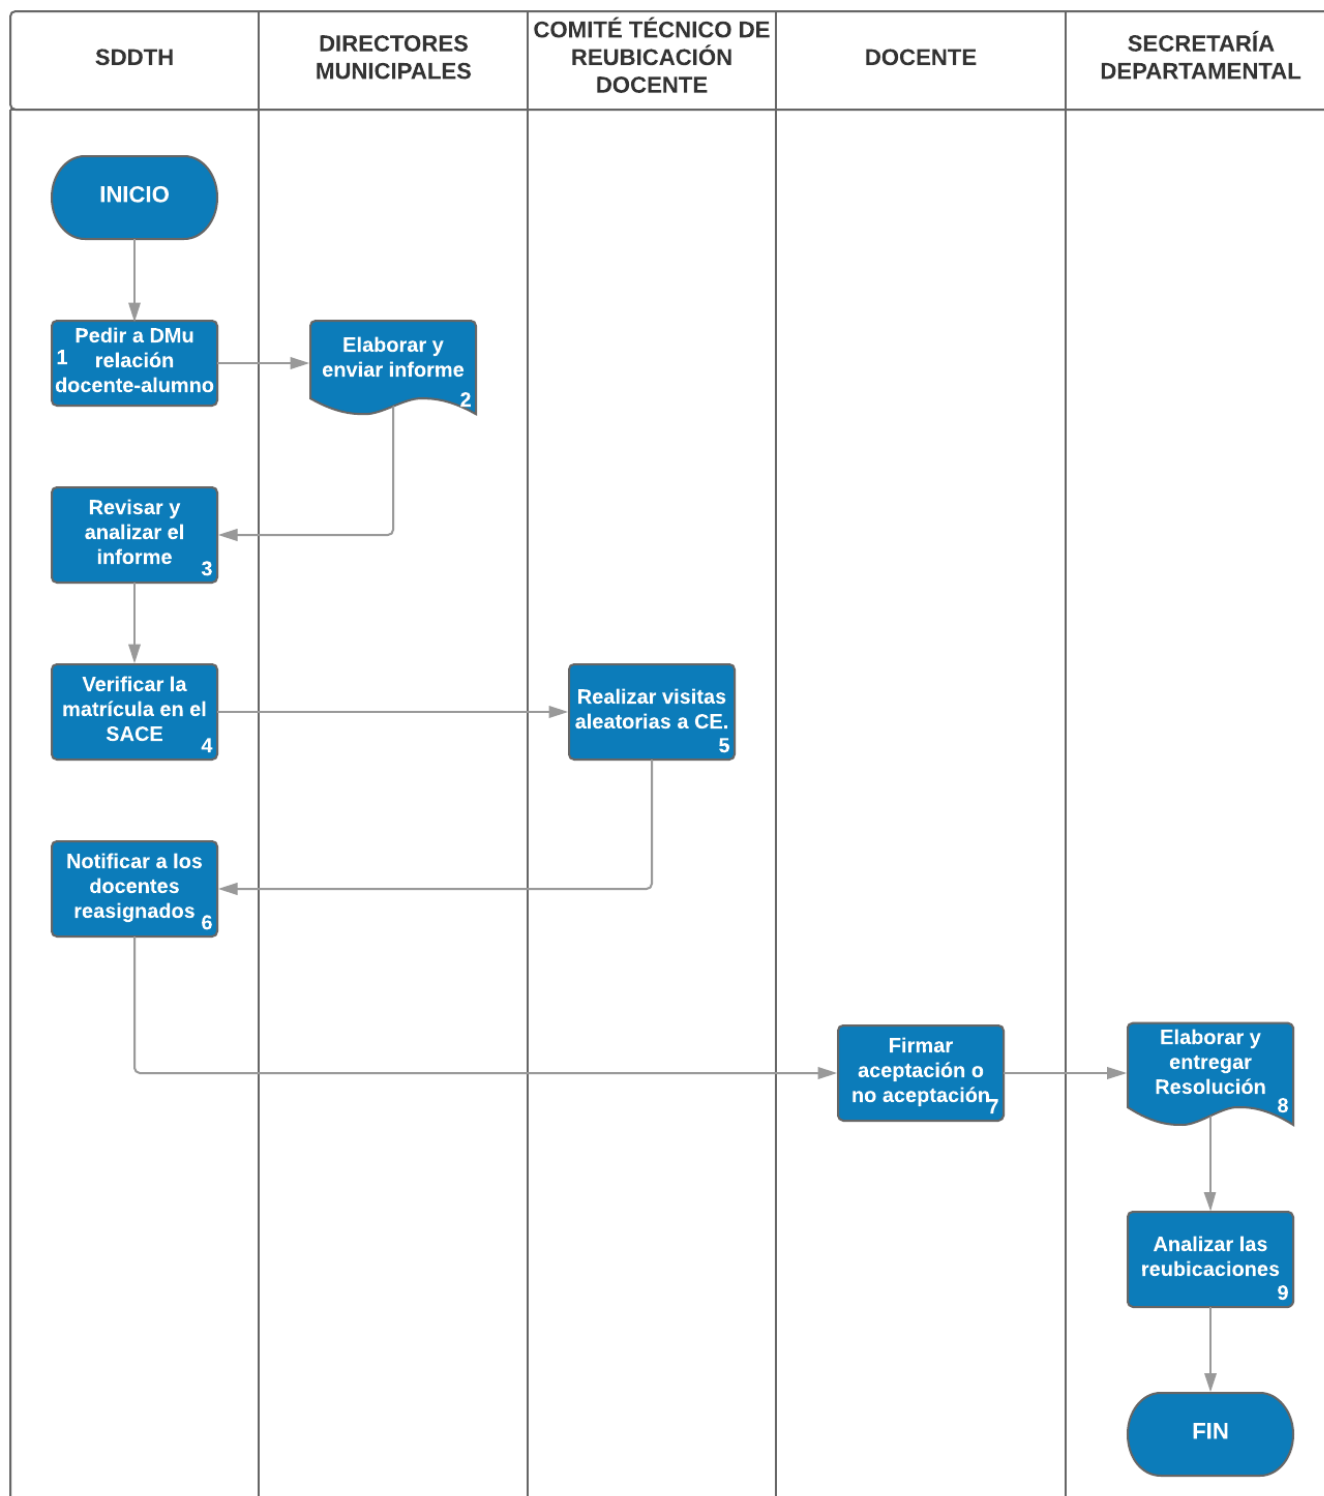 SDDTH
DIRECTORES
MUNICIPALES
COMITÉ TÉCNICO DE
REUBICACIÓN
DOCENTE
DOCENTE
SECRETARÍA
DEPARTAMENTAL
INICIO
Pedir a DMu
relación
docente-alumno
1
Elaborar y
enviar informe
2
Revisar y
analizar el
informe
3
Verificar la
matrícula en el
SACE
4
Realizar visitas
aleatorias a CE.
5
Notificar a los
docentes
reasignados
6
Firmar
aceptación o
no aceptación
7
Elaborar y
entregar
Resolución
8
Analizar las
reubicaciones
9
FIN